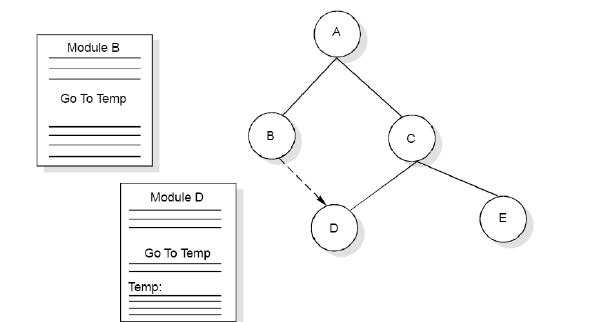 Module B
Go To Temp
Module D
Go To Temp
Temp:
A
B
C
D
E